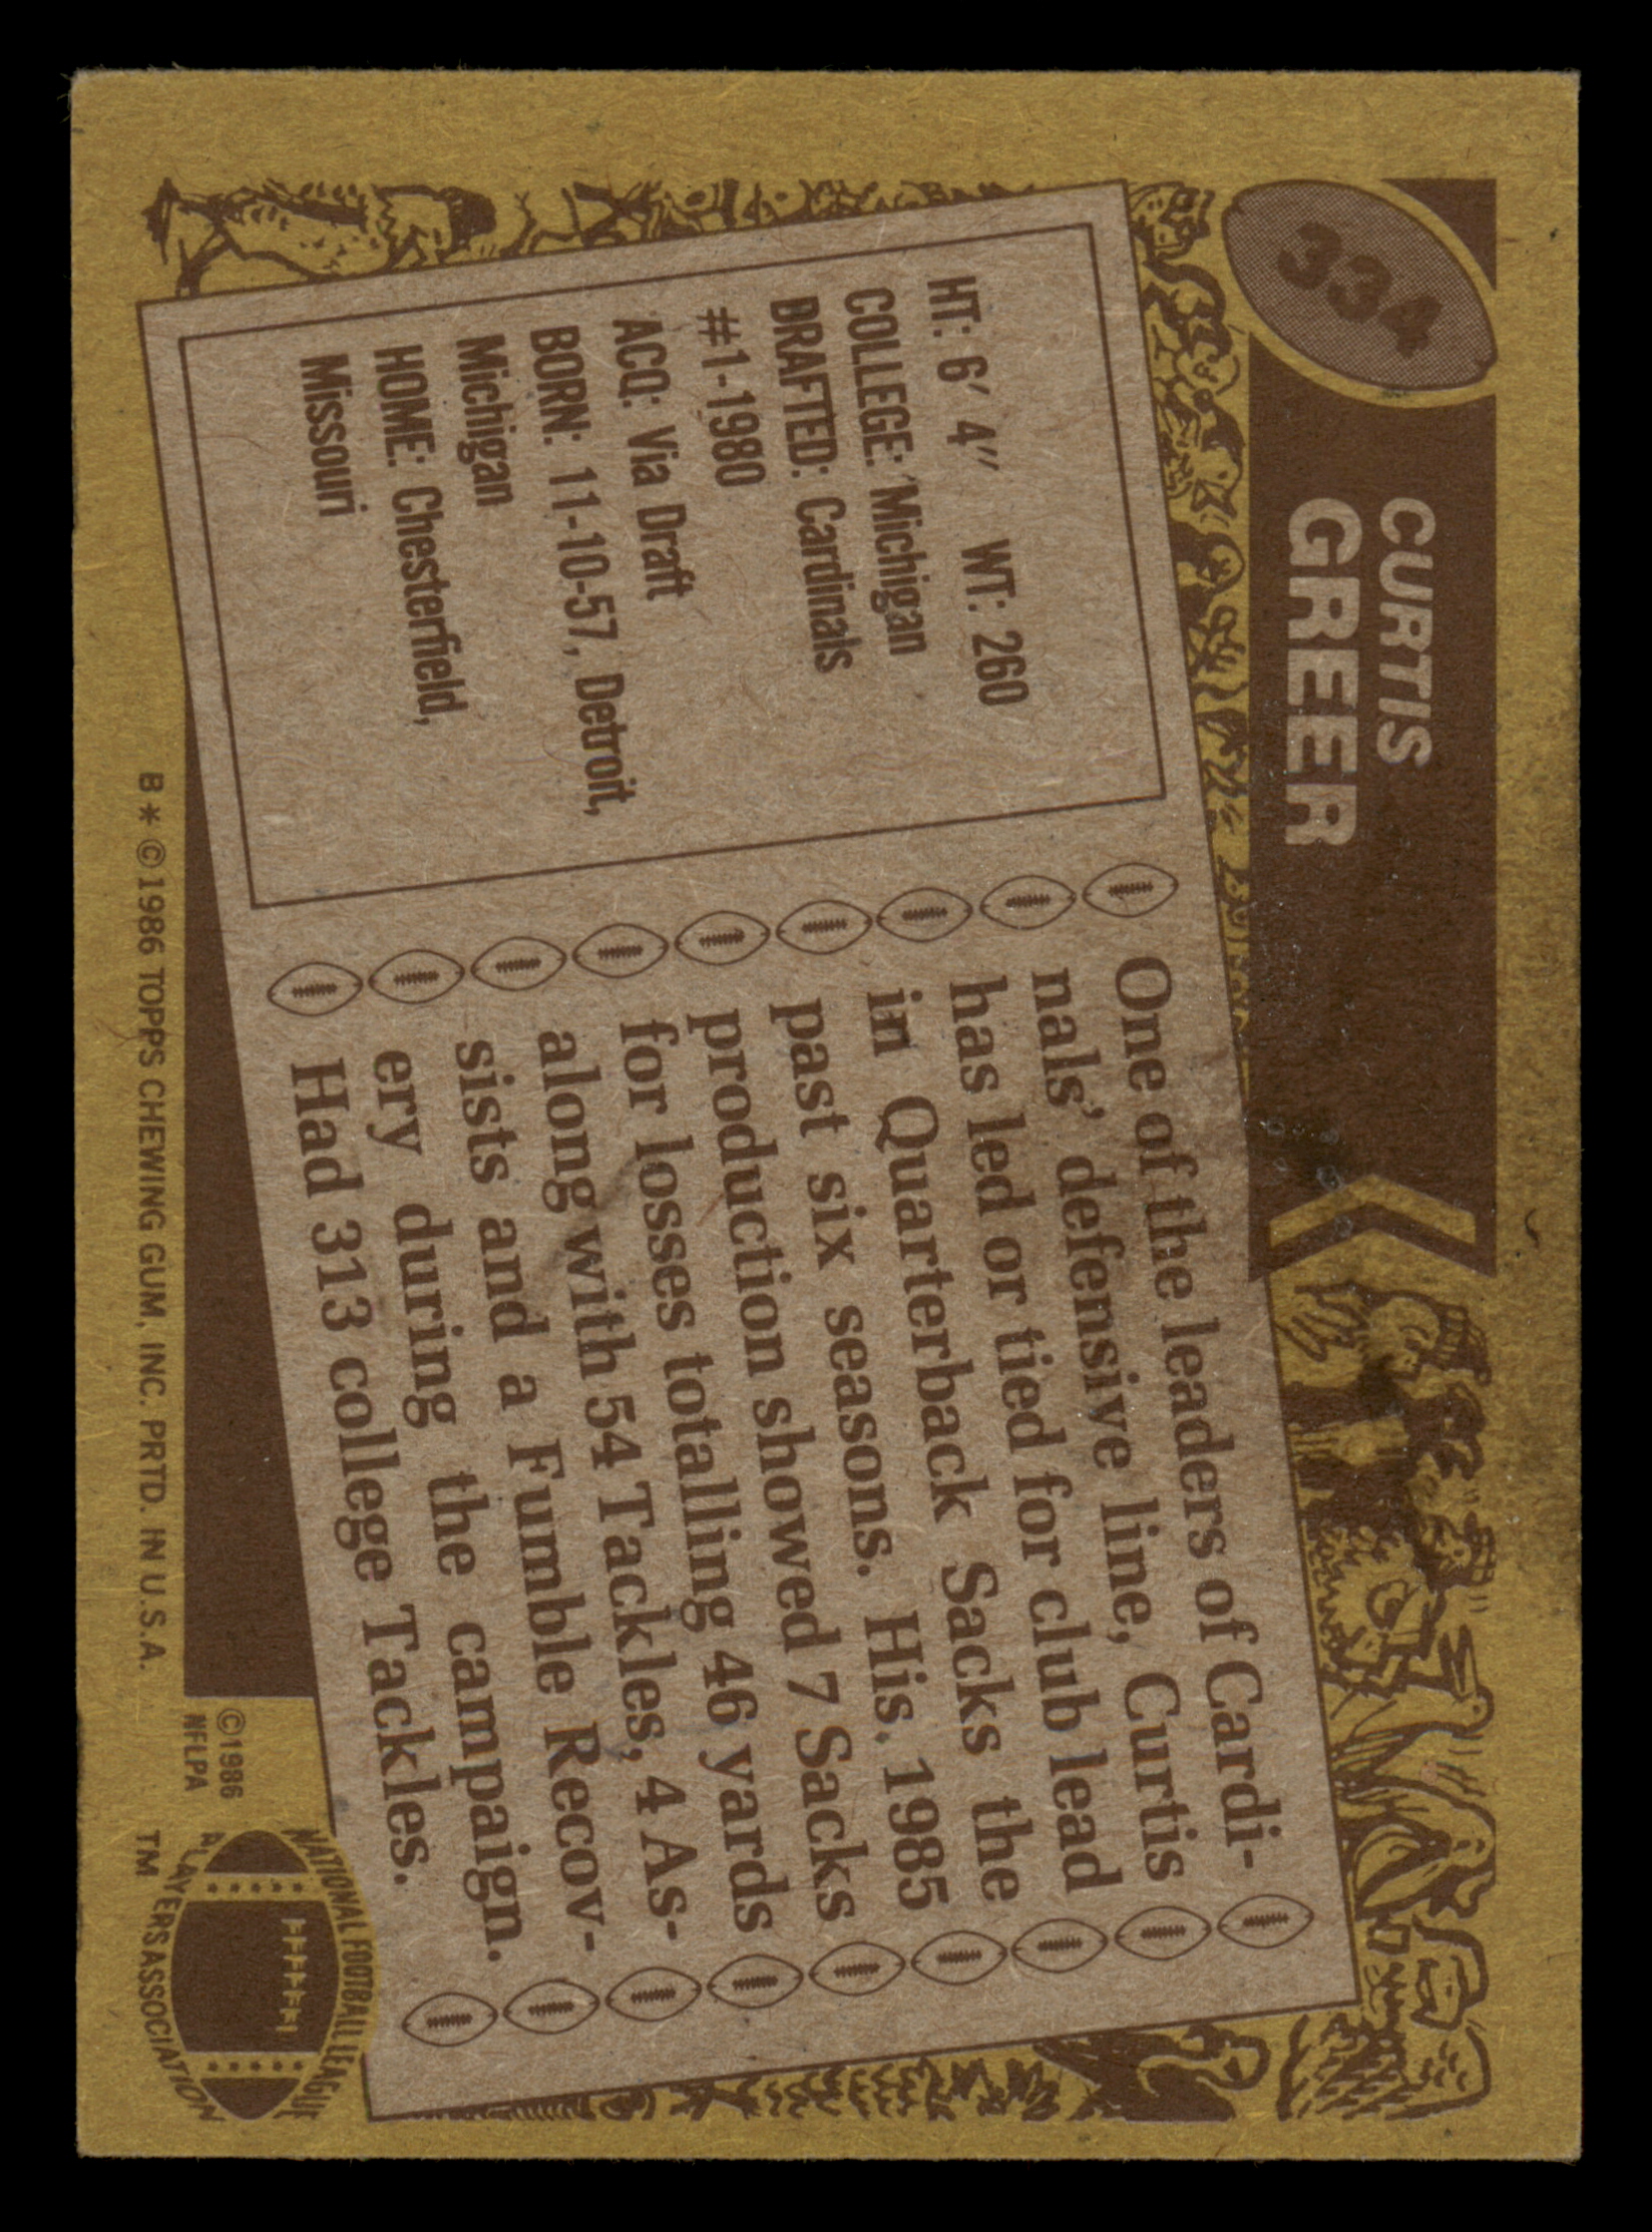 334
CURTIS
GREER
HT: 6′ 4″ WT: 260
COLLEGE: Michigan
DRAFTED: Cardinals
#1-1980
ACQ: Via Draft
BORN: 11-10-57, Detroit,
Michigan
HOME: Chesterfield,
Missouri
One of the leaders of Cardi-
nals' defensive line, Curtis
has led or tied for club lead
in Quarterback Sacks the
past six seasons. His 1985
production showed 7 Sacks
for losses totalling 46 yards
along with 54 Tackles, 4 As-
sists and a Fumble Recov-
ery during the campaign.
Had 313 college Tackles.
©1986
NFLPA
NATIONAL FOOTBALL LEAGUE
PLAYERS ASSOCIATION
TM
B * ©1986 TOPPS CHEWING GUM, INC. PRTD. IN U.S.A.